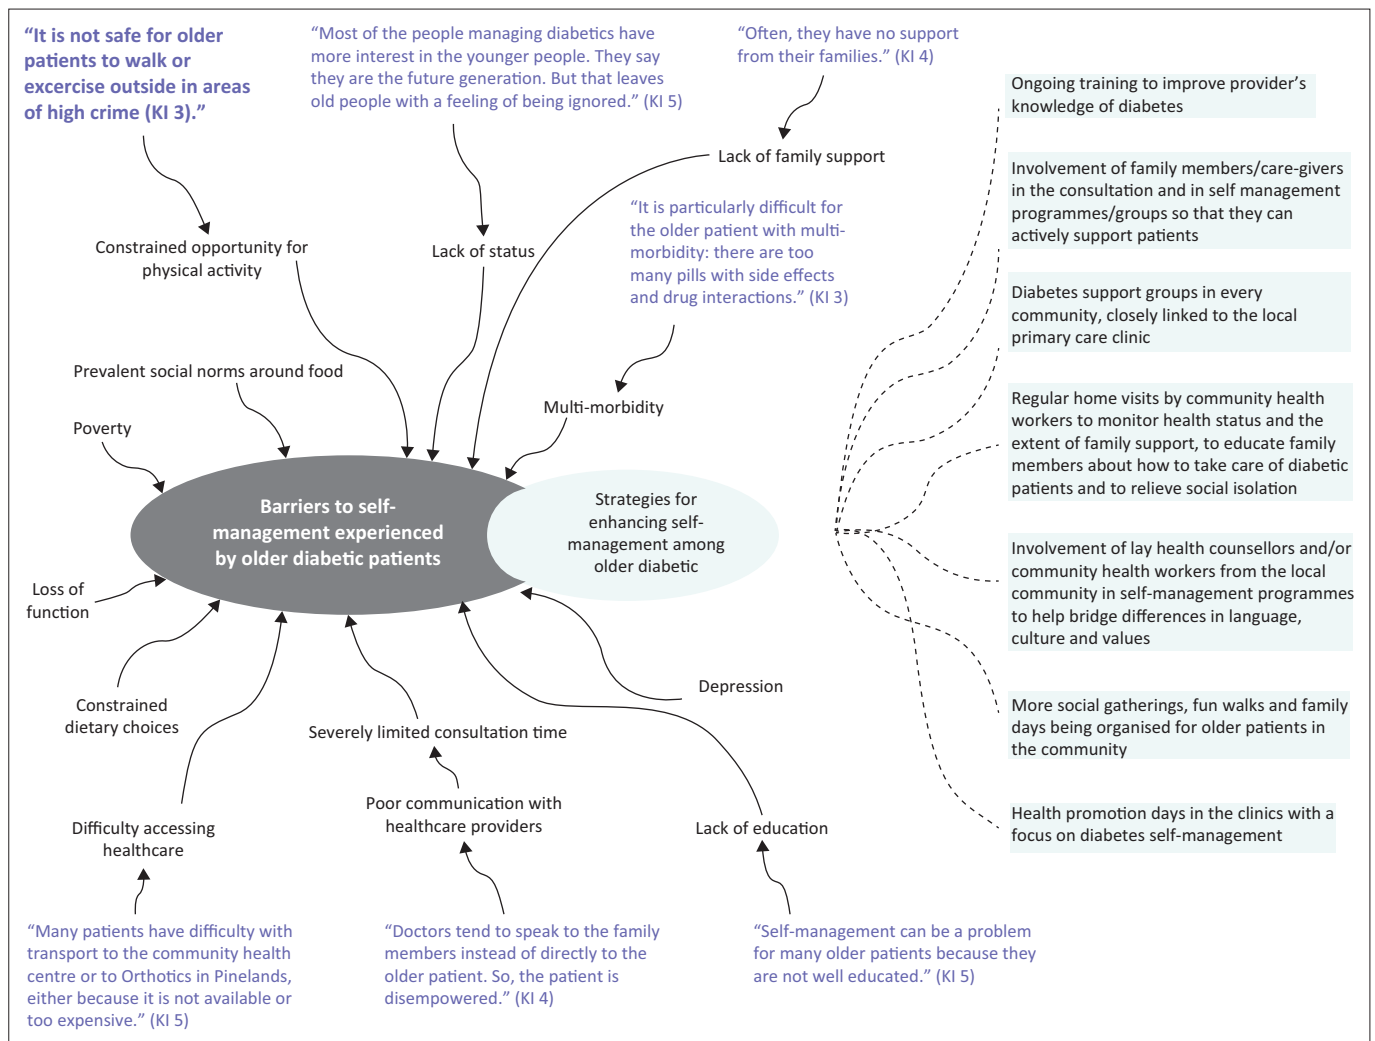 “It is not safe for older
patients to walk or
excercise outside in areas
of high crime (KI 3).”
“Most of the people managing diabetics have
more interest in the younger people. They say
they are the future generation. But that leaves
old people with a feeling of being ignored.” (KI 5)
“Often, they have no support
from their families.” (KI 4)
Lack of family support
“It is particularly difficult for
the older patient with multi-
morbidity: there are too
many pills with side effects
and drug interactions.” (KI 3)
Constrained opportunity for
physical activity
Lack of status
Prevalent social norms around food
Multi-morbidity
Poverty
Barriers to self-
management experienced
by older diabetic patients
Strategies for
enhancing self-
management among
older diabetic
Loss of
function
Constrained
dietary choices
Depression
Severely limited consultation time
Difficulty accessing
healthcare
Poor communication with
healthcare providers
Lack of education
“Many patients have difficulty with
transport to the community health
centre or to Orthotics in Pinelands,
either because it is not available or
too expensive.” (KI 5)
“Doctors tend to speak to the family
members instead of directly to the
older patient. So, the patient is
disempowered.” (KI 4)
“Self-management can be a problem
for many older patients because they
are not well educated.” (KI 5)
Ongoing training to improve provider’s
knowledge of diabetes
Involvement of family members/care-givers
in the consultation and in self management
programmes/groups so that they can
actively support patients
Diabetes support groups in every
community, closely linked to the local
primary care clinic
Regular home visits by community health
workers to monitor health status and the
extent of family support, to educate family
members about how to take care of diabetic
patients and to relieve social isolation
Involvement of lay health counsellors and/or
community health workers from the local
community in self-management programmes
to help bridge differences in language,
culture and values
More social gatherings, fun walks and family
days being organised for older patients in
the community
Health promotion days in the clinics with a
focus on diabetes self-management